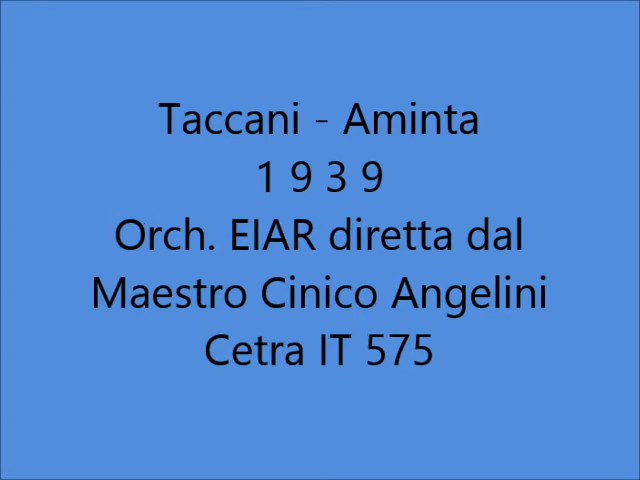 Taccani - Aminta
1 9 3 9
Orch. EIAR diretta dal
Maestro Cinico Angelini
Cetra IT 575